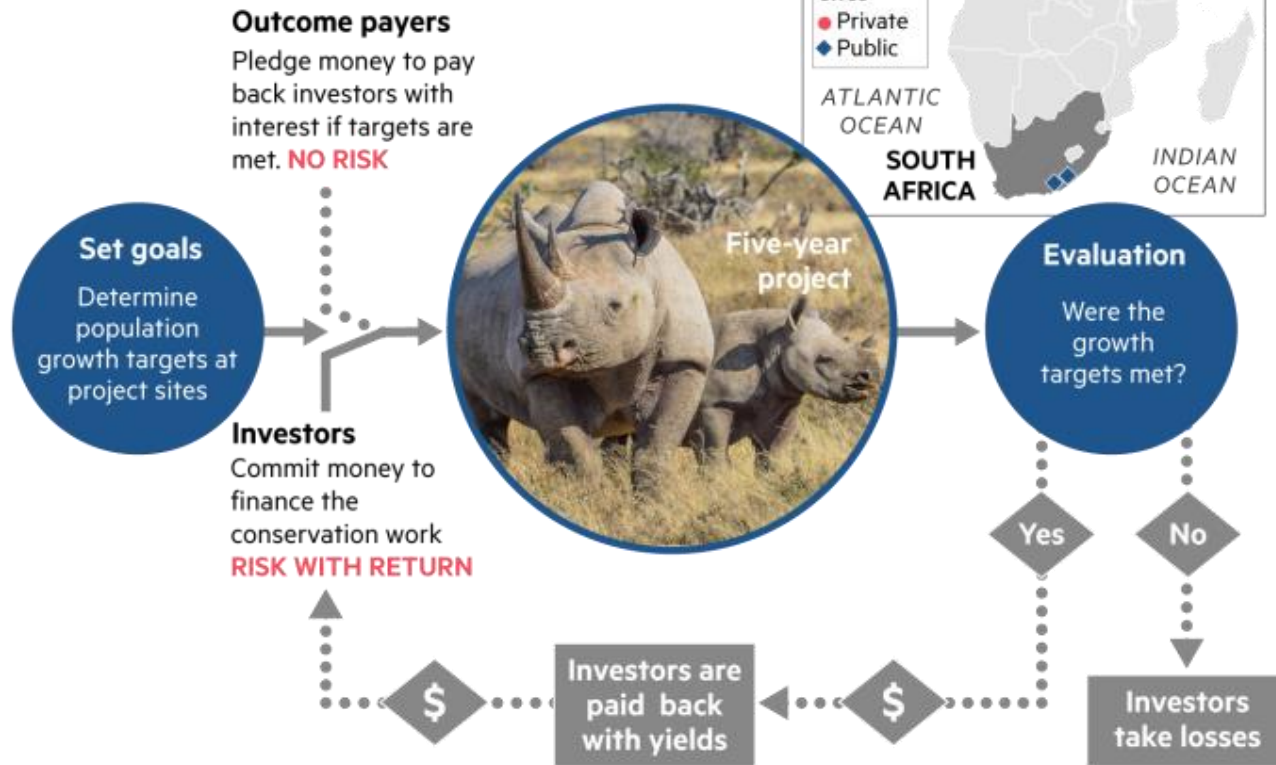 Outcome payers
Pledge money to pay
back investors with
interest if targets are
met. NO RISK
Private
Public
ATLANTIC
OCEAN
SOUTH
AFRICA
INDIAN
OCEAN
Set goals
Determine
population
growth targets at
project sites
Five-year
project
Evaluation
Were the
growth
targets met?
Investors
Commit money to
finance the
conservation work
RISK WITH RETURN
Yes
No
$
Investors are
paid back
with yields
$
Investors
take losses